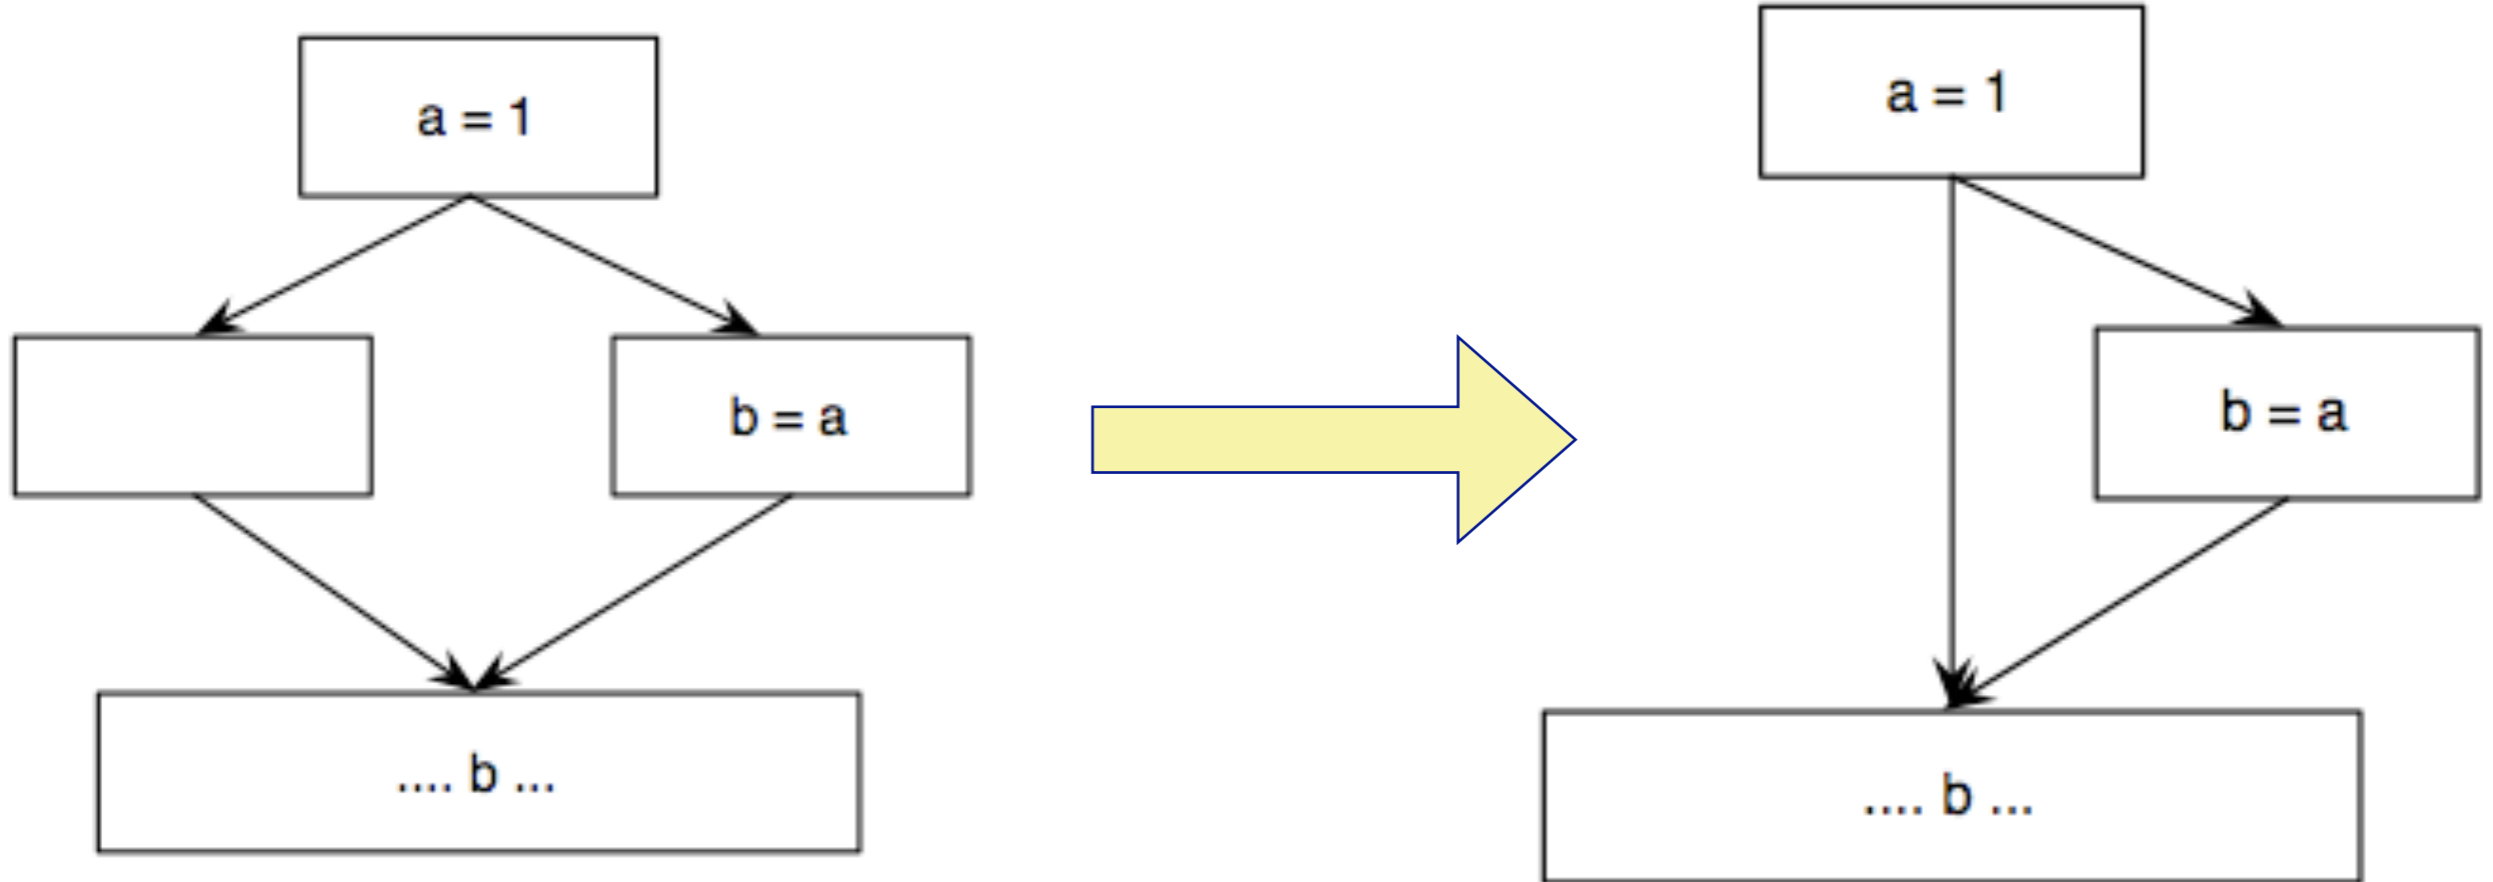 a = 1
b = a
.... b ...
a = 1
b = a
.... b ...